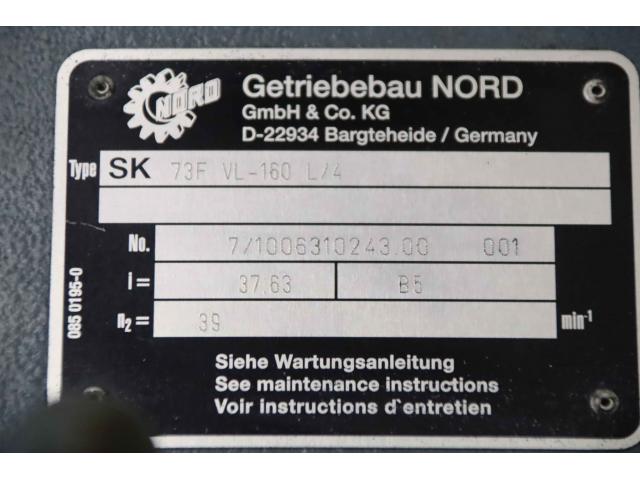 NORD
Getriebebau NORD
GmbH & Co. KG
D-22934 Bargteheide / Germany
Type SK 73F VL-160 L/4
No. 7/1006310243.00 001
i= 37,63 B5
n2= 39 min-1
085 0195-0
Siehe Wartungsanleitung
See maintenance instructions
Voir instructions d`entretien